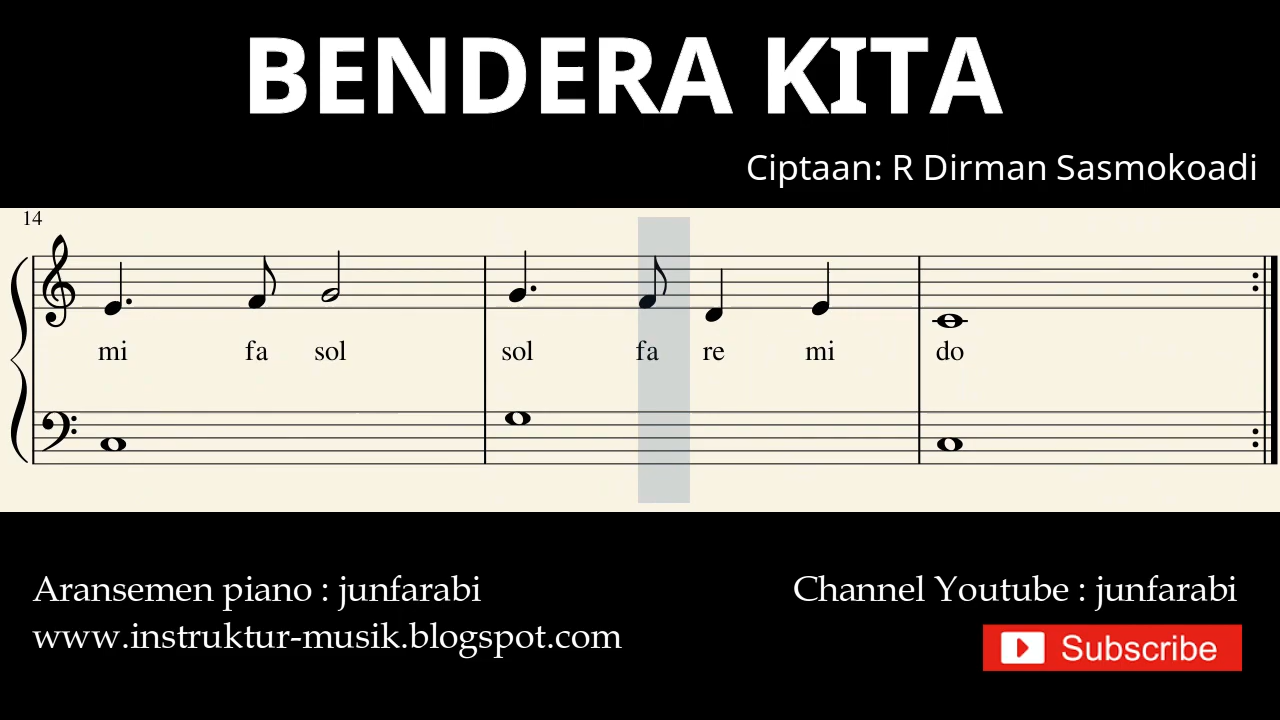 BENDERA KITA
Ciptaan: R Dirman Sasmokoadi
14
mi fa sol sol fa re mi do
Aransemen piano : junfarabi
www.instruktur-musik.blogspot.com
Channel Youtube : junfarabi
Subscribe